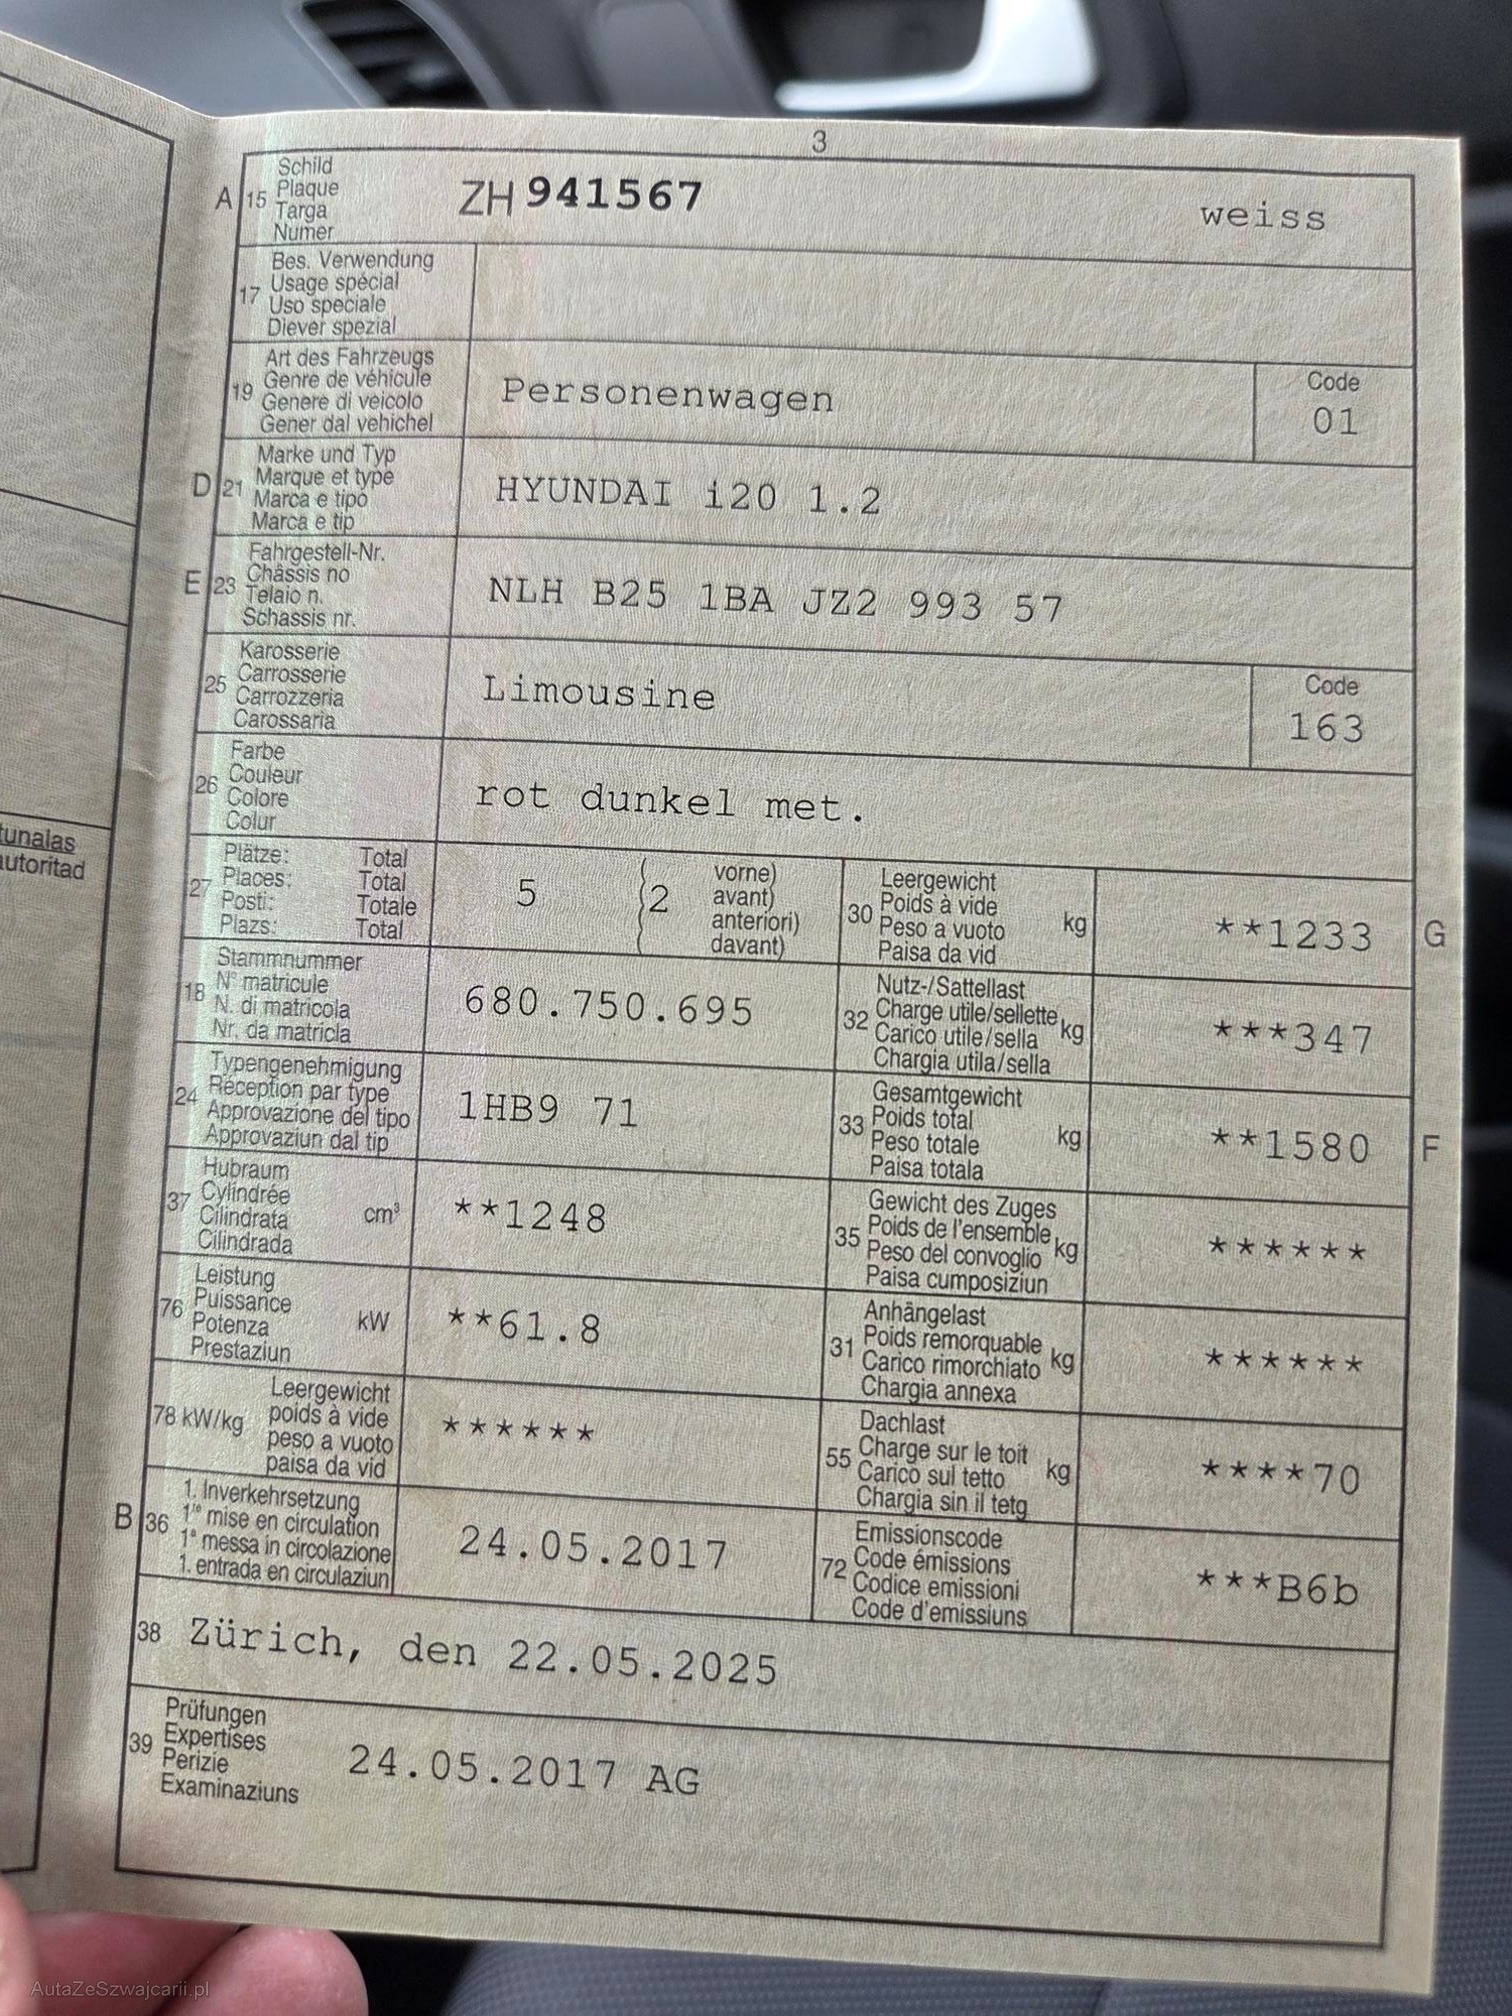 3
A 15 Schild
Plaque
Targa
Numer
ZH 941567 weiss
17 Bes. Verwendung
Usage spécial
Uso speciale
Diever spezial
19 Art des Fahrzeugs
Genre de véhicule
Genere di veicolo
Gener dal vehichel
Personenwagen
Code
01
D 21 Marke und Typ
Marque et type
Marca e tipo
Marca e tip
HYUNDAI i20 1.2
E 23 Fahrgestell-Nr.
Châssis no
Telaio n.
Schassis nr.
NLH B25 1BA JZ2 993 57
25 Karosserie
Carrosserie
Carrozzeria
Carossaria
Limousine
Code
163
26 Farbe
Couleur
Colore
Colur
rot dunkel met.
27 Plätze: Total
Places: Total
Posti: Totale
Plazs: Total
5 (2 vorne)
avant)
anteriori)
davant)
30 Leergewicht
Poids à vide
Peso a vuoto kg
Paisa da vid
**1233 G
18 Stammnummer
N° matricule
N. di matricola
Nr. da matricla
680.750.695
32 Nutz-/Sattellast
Charge utile/sellette kg
Carico utile/sella
Chargia utila/sella
***347
24 Typengenehmigung
Réception par type
Approvazione del tipo
Approvaziun dal tip
1HB9 71
33 Gesamtgewicht
Poids total
Peso totale kg
Paisa totala
**1580 F
37 Hubraum
Cylindrée
Cilindrata cm³
Cilindrada
**1248
35 Gewicht des Zuges
Poids de l'ensemble kg
Peso del convoglio
Paisa cumposiziun
******
76 Leistung
Puissance
Potenza kW
Prestaziun
**61.8
31 Anhängelast
Poids remorquable kg
Carico rimorchiato
Chargia annexa
******
78 kW/kg Leergewicht
poids à vide
peso a vuoto
paisa da vid
******
55 Dachlast
Charge sur le toit
Carico sul tetto kg
Chargia sin il tetg
****70
B 36 1. Inverkehrsetzung
1re mise en circulation
1a messa in circolazione
1. entrada en circulaziun
24.05.2017
72 Emissionscode
Code émissions
Codice emissioni
Code d'emissiuns
***B6b
38 Zürich, den 22.05.2025
39 Prüfungen
Expertises
Perizie
Examinaziuns
24.05.2017 AG
tunalas
autoritad
AutaZeSzwajcarii.pl